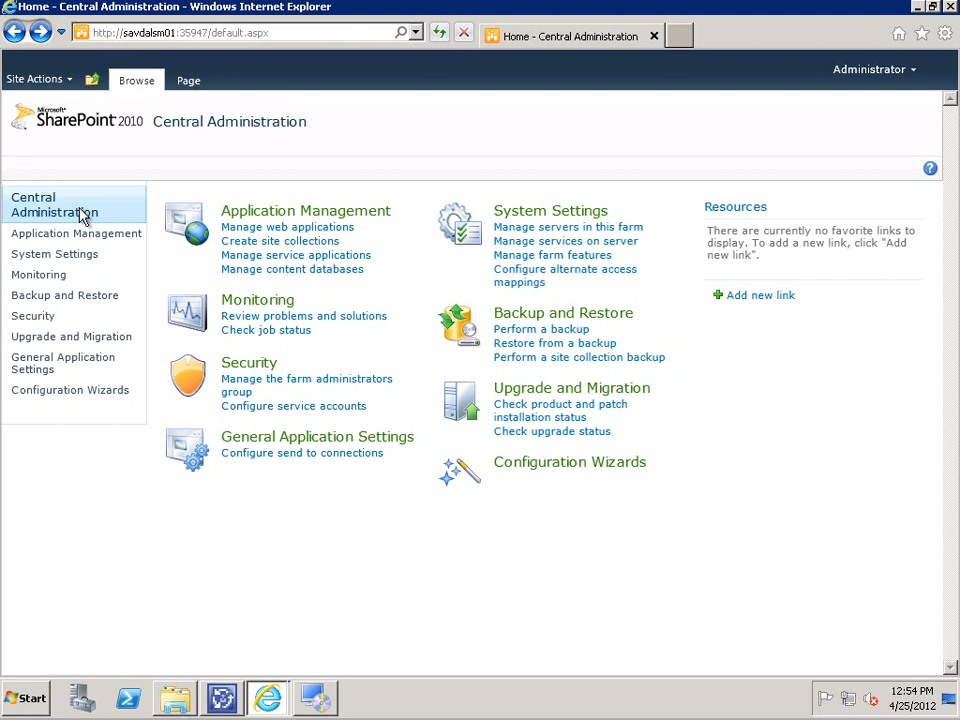 Home - Central Administration - Windows Internet Explorer
http://savdalsm01:35947/default.aspx
Home - Central Administration
Site Actions
Browse
Page
Administrator
Microsoft
SharePoint 2010
Central Administration
Central
Administration
Application Management
System Settings
Monitoring
Backup and Restore
Security
Upgrade and Migration
General Application
Settings
Configuration Wizards
Application Management
Manage web applications
Create site collections
Manage service applications
Manage content databases
Monitoring
Review problems and solutions
Check job status
Security
Manage the farm administrators
group
Configure service accounts
General Application Settings
Configure send to connections
System Settings
Manage servers in this farm
Manage services on server
Manage farm features
Configure alternate access
mappings
Backup and Restore
Perform a backup
Restore from a backup
Perform a site collection backup
Upgrade and Migration
Check product and patch
installation status
Check upgrade status
Configuration Wizards
Resources
There are currently no favorite links to
display. To add a new link, click "Add
new link".
Add new link
Start
12:54 PM
4/25/2012